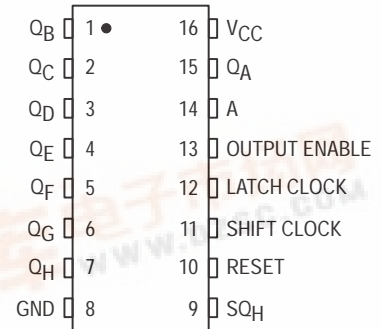 QB 1 16 VCC
QC 2 15 QA
QD 3 14 A
QE 4 13 OUTPUT ENABLE
QF 5 12 LATCH CLOCK
QG 6 11 SHIFT CLOCK
QH 7 10 RESET
GND 8 9 SQH